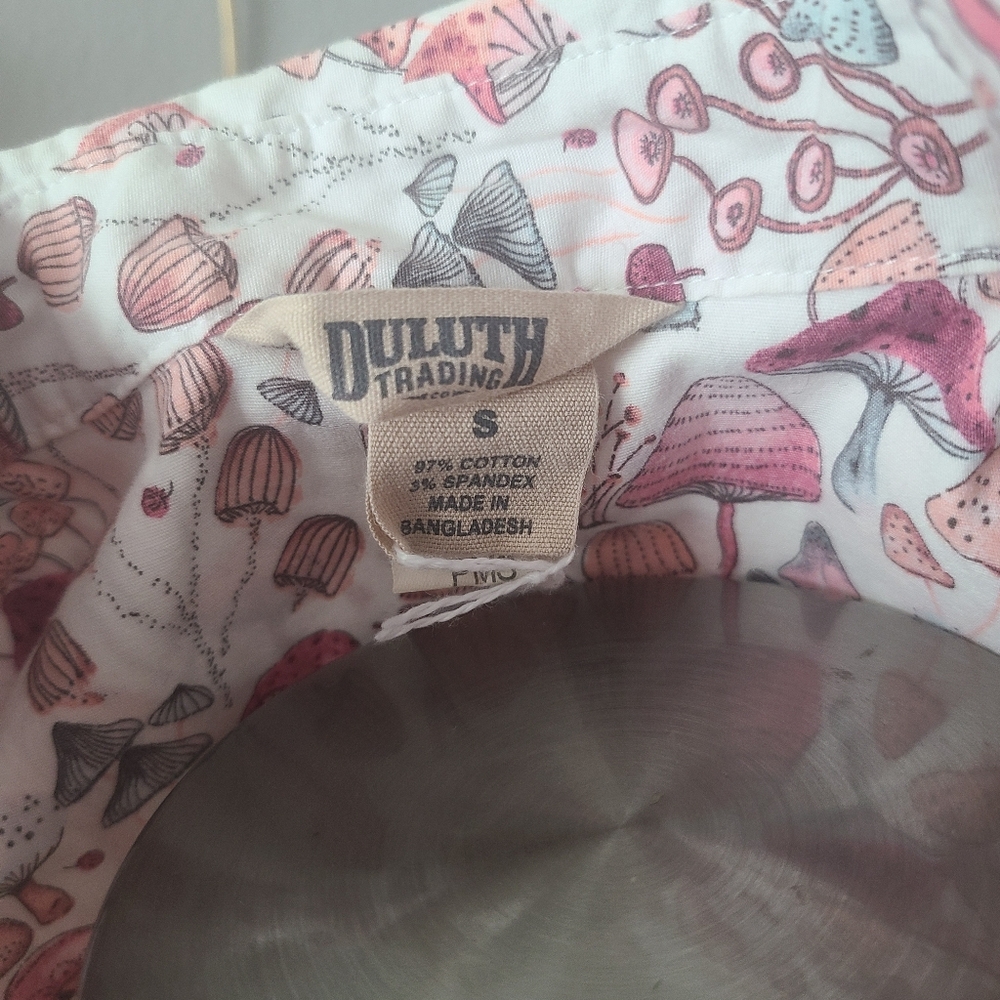 DULUTH
TRADING
S
97% COTTON
3% SPANDEX
MADE IN
BANGLADESH